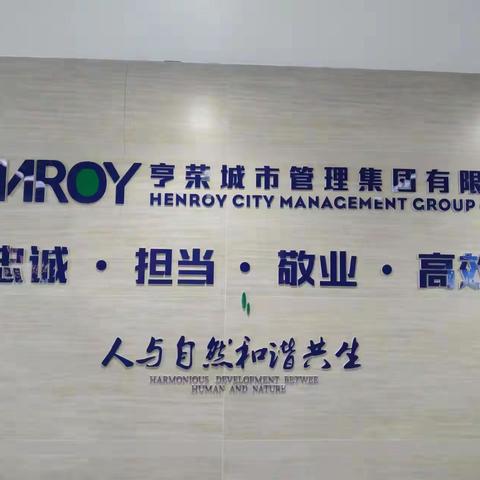 NROY 亨荣城市管理集团有限
HENROY CITY MANAGEMENT GROUP
忠诚·担当·敬业·高效
人与自然和谐共生
HARMONIOUS DEVELOPMENT BETWEE
HUMAN AND NATURE